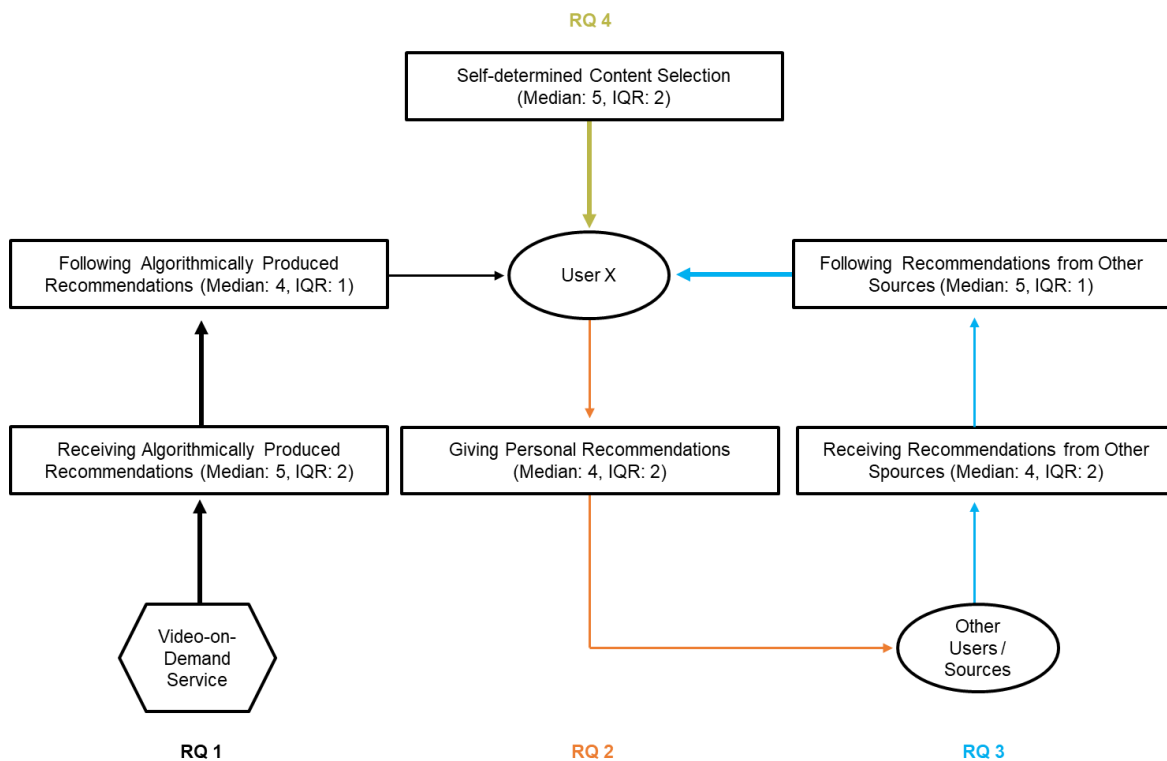 RQ 4
Self-determined Content Selection
(Median: 5, IQR: 2)
Following Algorithmically Produced
Recommendations (Median: 4, IQR: 1)
User X
Following Recommendations from Other
Sources (Median: 5, IQR: 1)
Receiving Algorithmically Produced
Recommendations (Median: 5, IQR: 2)
Giving Personal Recommendations
(Median: 4, IQR: 2)
Receiving Recommendations from Other
Spources (Median: 4, IQR: 2)
Video-on-
Demand
Service
Other
Users /
Sources
RQ 1
RQ 2
RQ 3